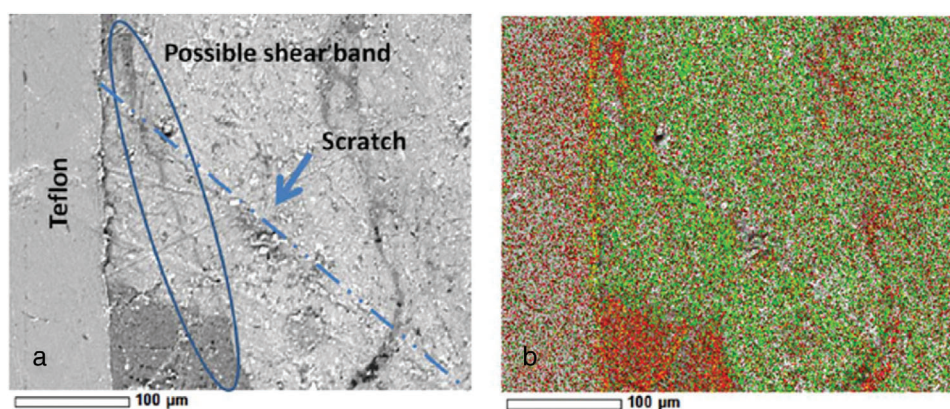 Possible shear band
Scratch
Teflon
a
100 µm
b
100 µm